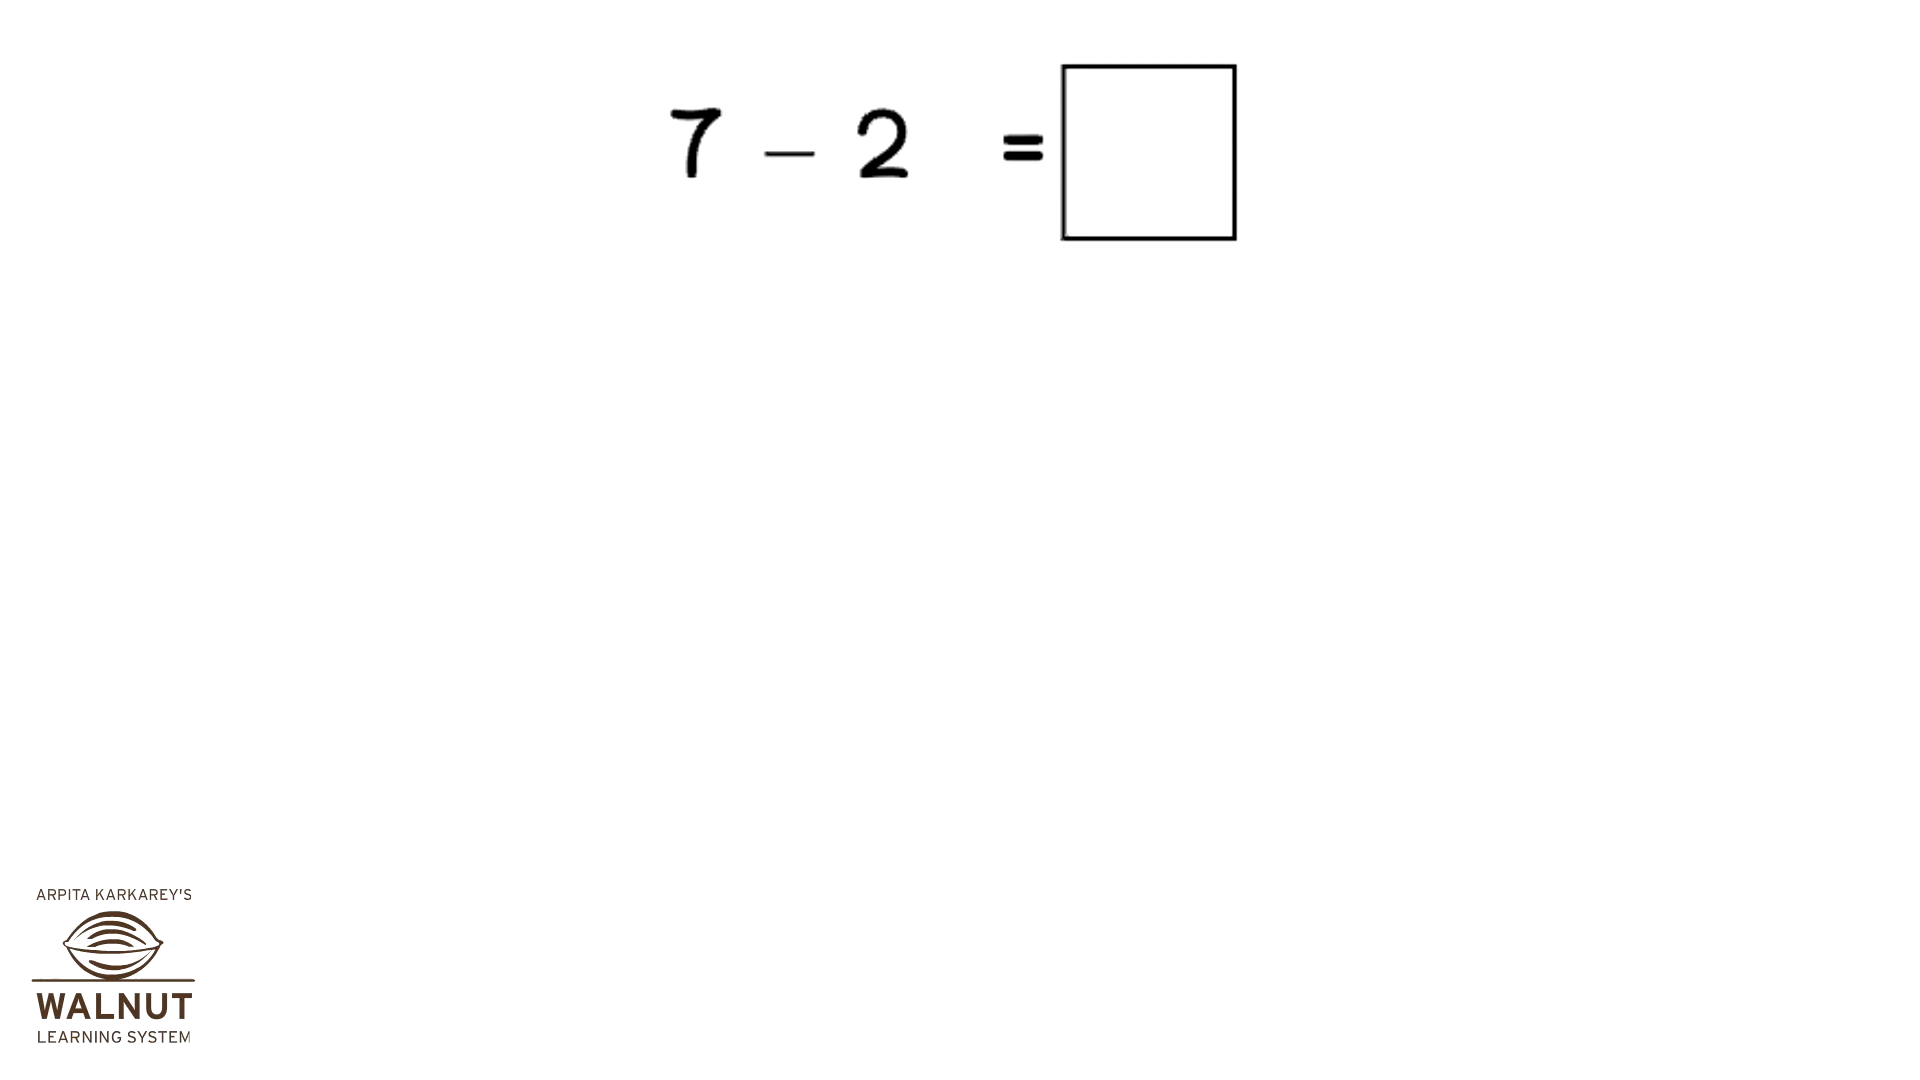 7 – 2 =
ARPITA KARKAREY'S
WALNUT
LEARNING SYSTEM